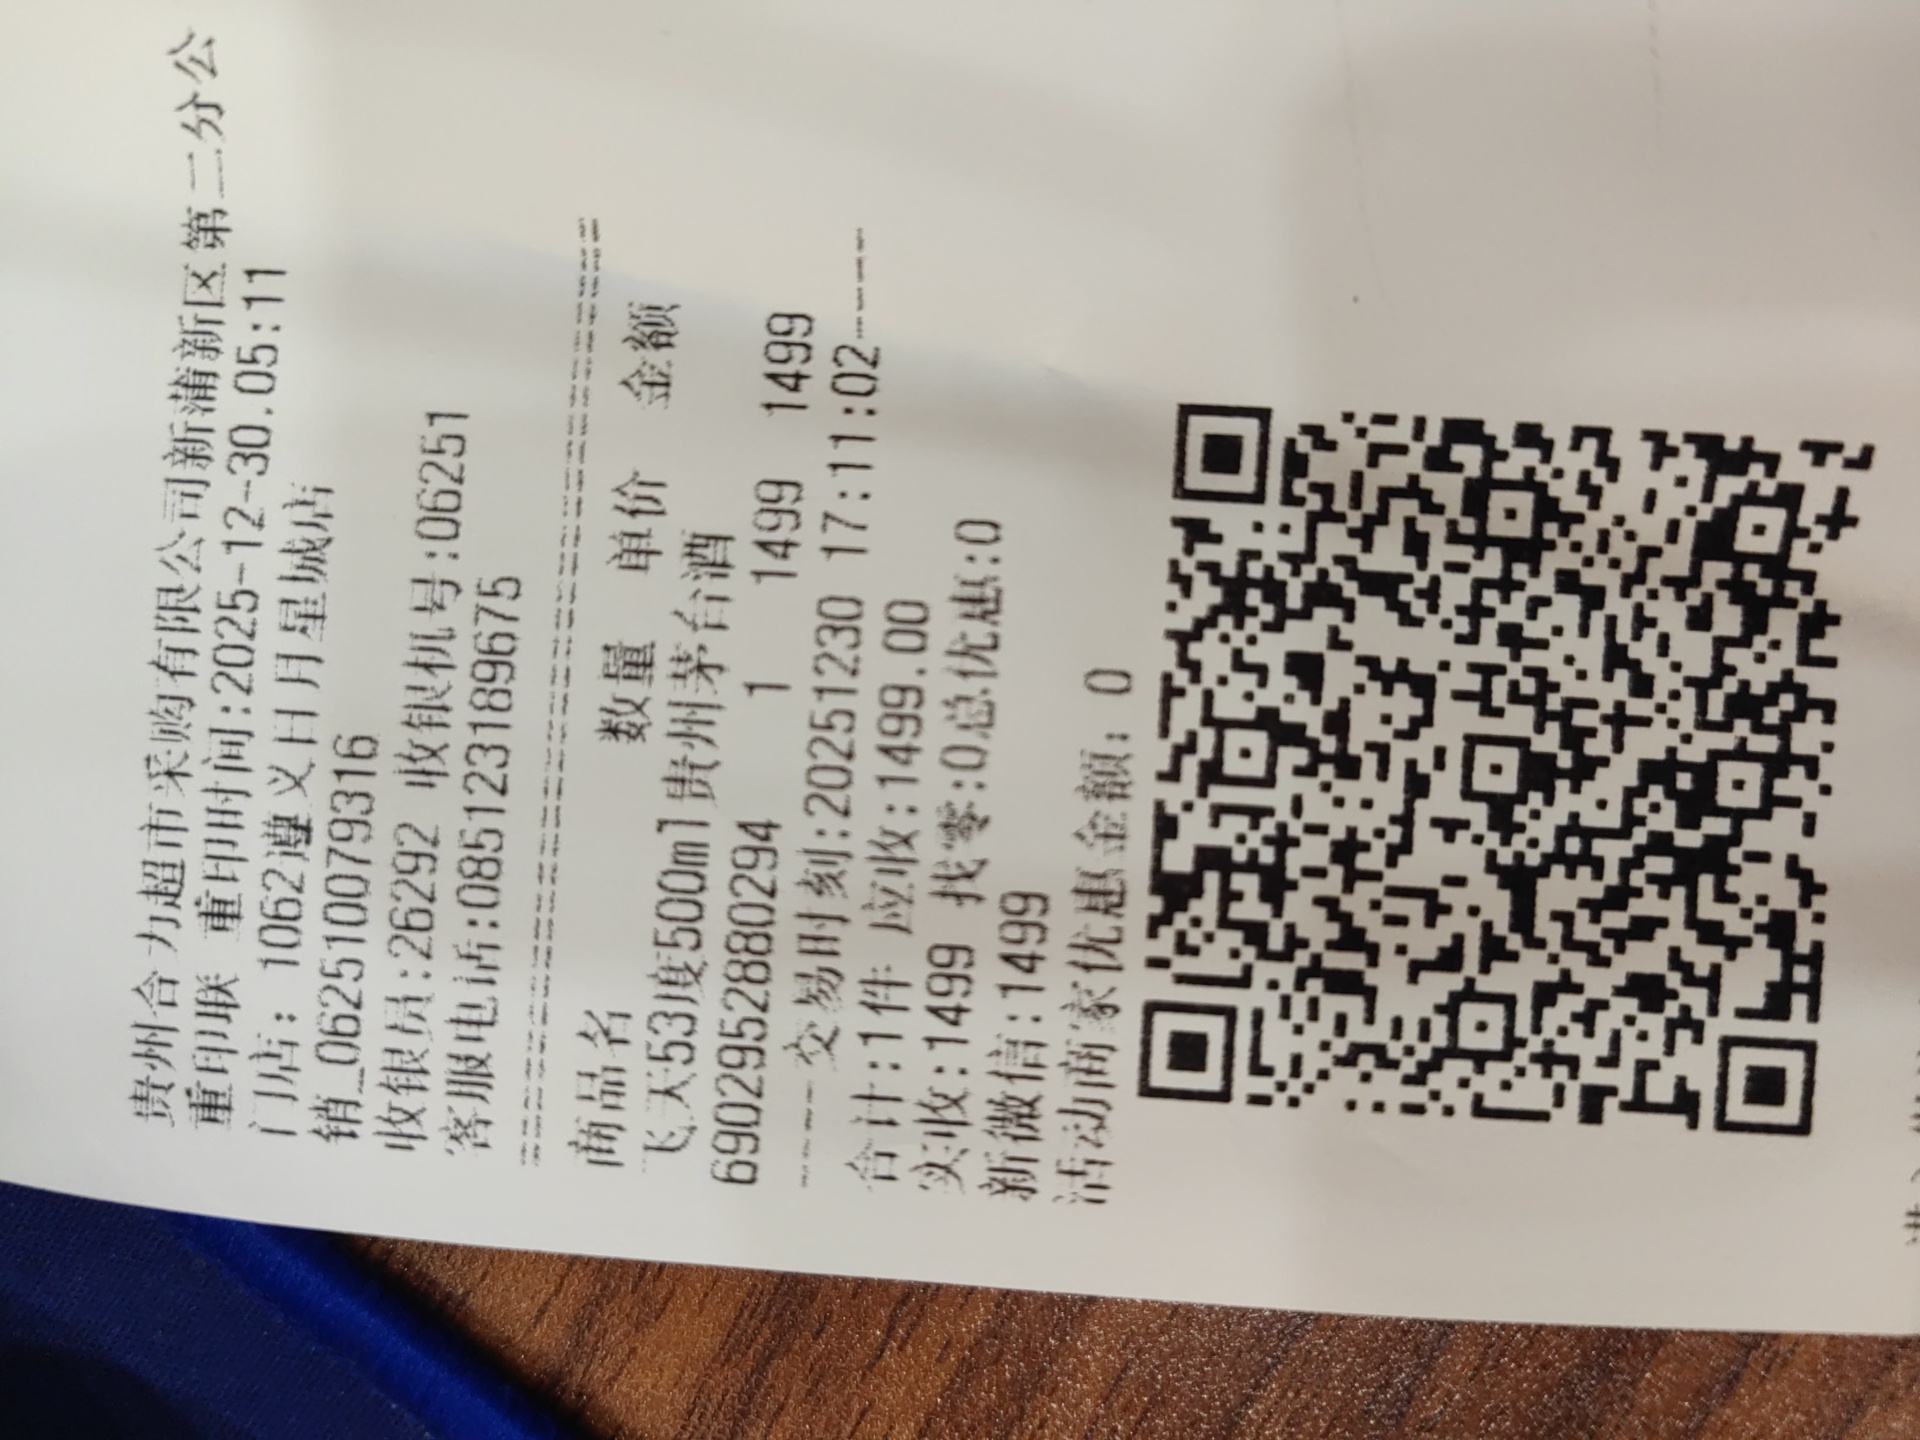 贵州合力超市采购有限公司新蒲新区第二分公
重印联 重印时间:2025-12-30.05:11
门店: 1062遵义日月星城店
销_062510079316
收银员:26292 收银机号:06251
客服电话:085123189675
商品名 数量 单价 金额
飞天53度500ml贵州茅台酒
6902952880294 1 1499 1499
交易时刻:20251230 17:11:02
合计:1件 应收:1499.00
实收:1499 找零:0总优惠:0
新微信:1499
活动商家优惠金额: 0